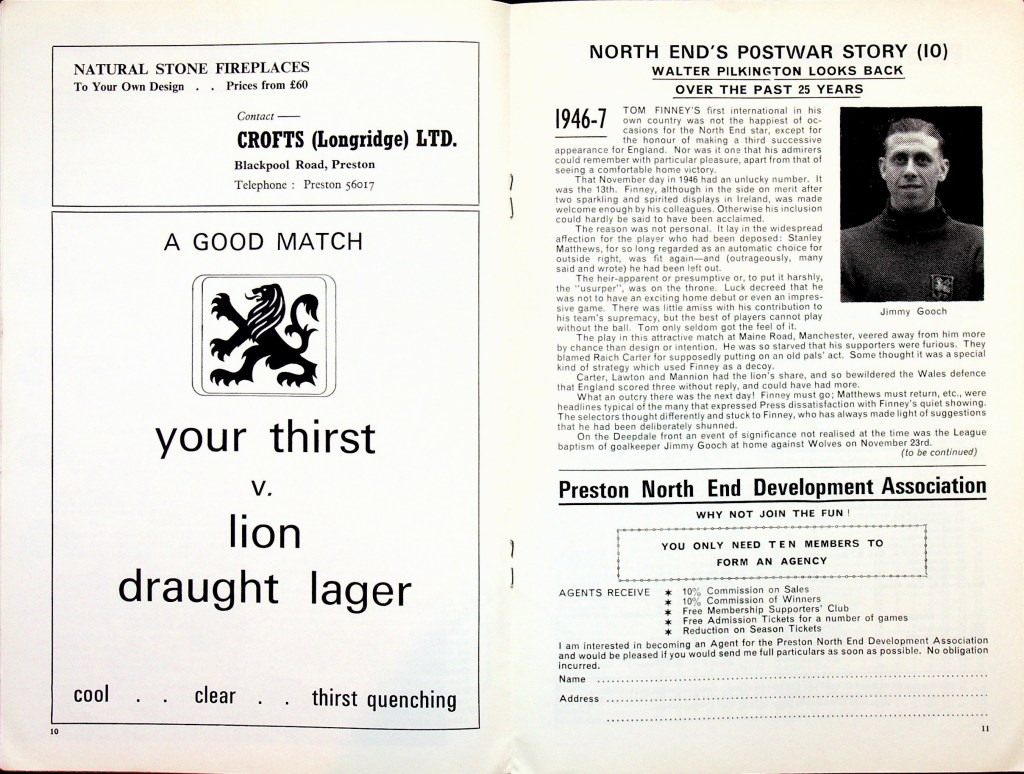 NATURAL STONE FIREPLACES
To Your Own Design . . Prices from £60
Contact —
CROFTS (Longridge) LTD.
Blackpool Road, Preston
Telephone : Preston 56017
A GOOD MATCH
your thirst
v.
lion
draught lager
cool . . clear . . thirst quenching
10
NORTH END'S POSTWAR STORY (10)
WALTER PILKINGTON LOOKS BACK
OVER THE PAST 25 YEARS
1946-7
TOM FINNEY'S first international in his
own country was not the happiest of oc-
casions for the North End star, except for
the honour of making a third successive
appearance for England. Nor was it one that his admirers
could remember with particular pleasure, apart from that of
seeing a comfortable home victory.
That November day in 1946 had an unlucky number. It
was the 13th. Finney, although in the side on merit after
two sparkling and spirited displays in Ireland, was made
welcome enough by his colleagues. Otherwise his inclusion
could hardly be said to have been acclaimed.
The reason was not personal. It lay in the widespread
affection for the player who had been deposed: Stanley
Matthews, for so long regarded as an automatic choice for
outside right, was fit again—and (outrageously, many
said and wrote) he had been left out.
The heir-apparent or presumptive or, to put it harshly,
the "usurper", was on the throne. Luck decreed that he
was not to have an exciting home debut or even an impres-
sive game. There was little amiss with his contribution to
his team's supremacy, but the best of players cannot play
without the ball. Tom only seldom got the feel of it.
Jimmy Gooch
The play in this attractive match at Maine Road, Manchester, veered away from him more
by chance than design or intention. He was so starved that his supporters were furious. They
blamed Raich Carter for supposedly putting on an old pals' act. Some thought it was a special
kind of strategy which used Finney as a decoy.
Carter, Lawton and Mannion had the lion's share, and so bewildered the Wales defence
that England scored three without reply, and could have had more.
What an outcry there was the next day! Finney must go; Matthews must return, etc., were
headlines typical of the many that expressed Press dissatisfaction with Finney's quiet showing.
The selectors thought differently and stuck to Finney, who has always made light of suggestions
that he had been deliberately shunned.
On the Deepdale front an event of significance not realised at the time was the League
baptism of goalkeeper Jimmy Gooch at home against Wolves on November 23rd.
(to be continued)
Preston North End Development Association
WHY NOT JOIN THE FUN !
YOU ONLY NEED TEN MEMBERS TO
FORM AN AGENCY
AGENTS RECEIVE * 10% Commission on Sales
* 10% Commission of Winners
* Free Membership Supporters' Club
* Free Admission Tickets for a number of games
* Reduction on Season Tickets
I am interested in becoming an Agent for the Preston North End Development Association
and would be pleased if you would send me full particulars as soon as possible. No obligation
incurred.
Name
Address
11